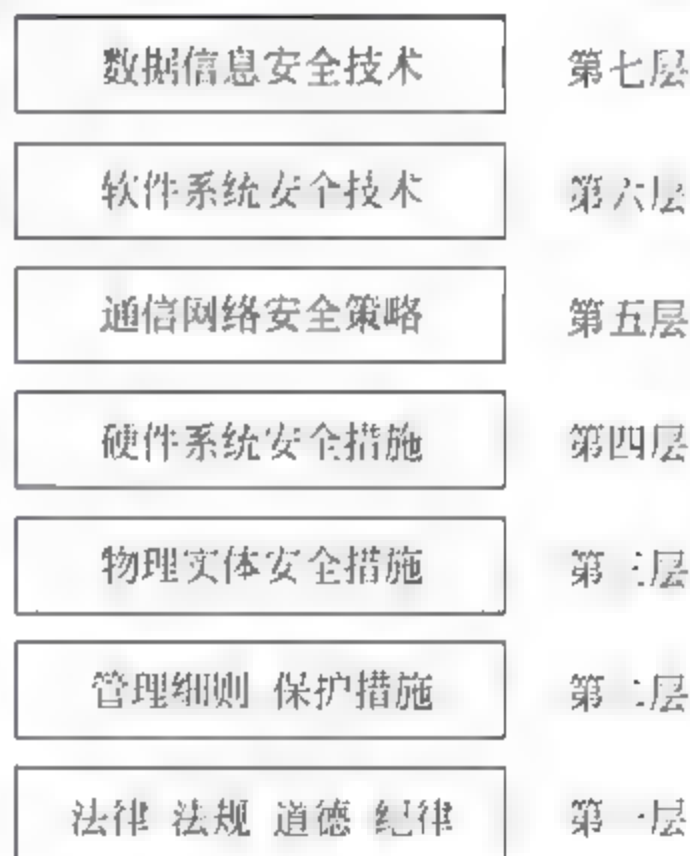 数据信息安全技术 第七层
软件系统安全技术 第六层
通信网络安全策略 第五层
硬件系统安全措施 第四层
物理实体安全措施 第三层
管理细则 保护措施 第二层
法律 法规 道德 纪律 第一层